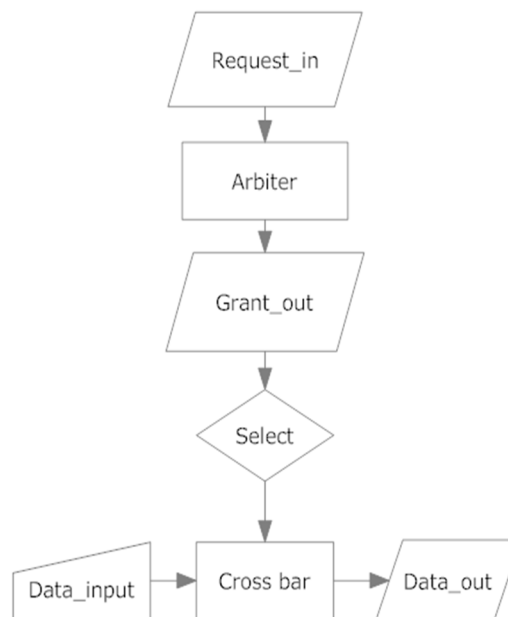 Request_in
Arbiter
Grant_out
Select
Data_input
Cross bar
Data_out